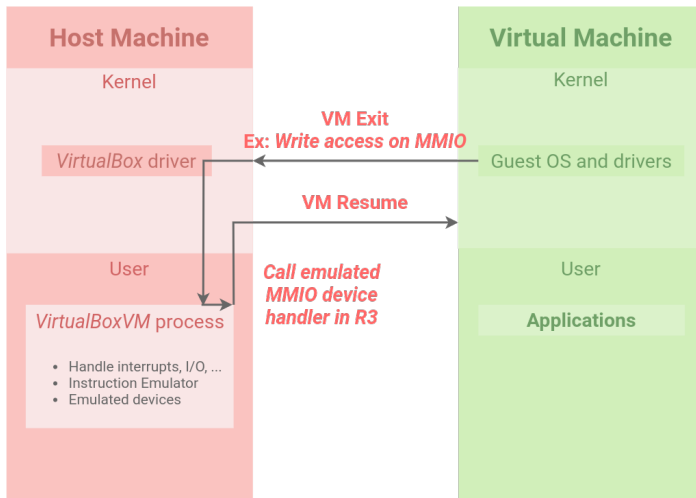 Host Machine
Virtual Machine
Kernel
Kernel
VM Exit
Ex: Write access on MMIO
VirtualBox driver
Guest OS and drivers
VM Resume
User
User
Call emulated
MMIO device
handler in R3
VirtualBoxVM process
Applications
• Handle interrupts, I/O, ...
• Instruction Emulator
• Emulated devices